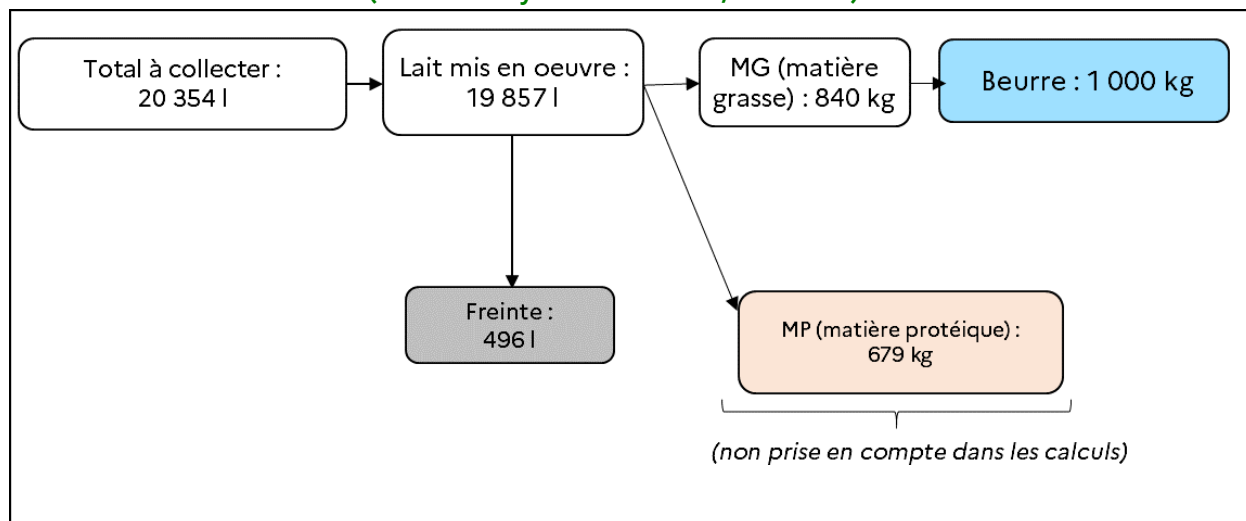 Total à collecter :
20 354 l
Lait mis en oeuvre :
19 857 l
MG (matière
grasse) : 840 kg
Beurre : 1 000 kg
Freinte :
496 l
MP (matière protéique) :
679 kg
(non prise en compte dans les calculs)